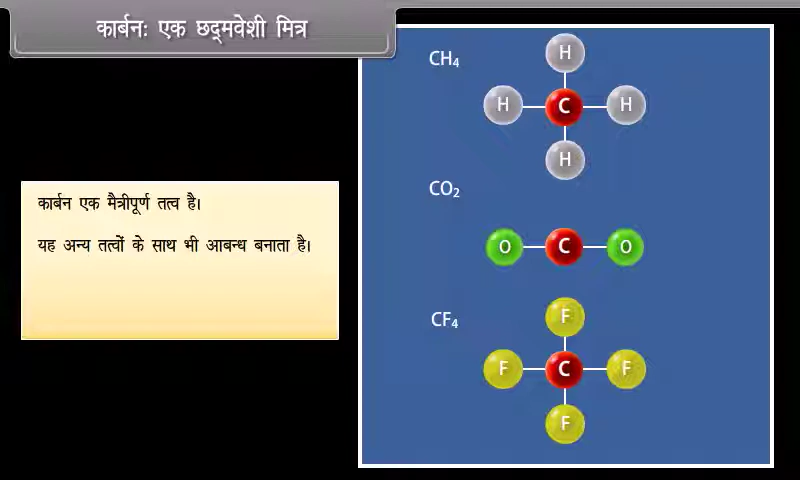 कार्बनः एक छद्‌मवेशी मित्र
कार्बन एक मैत्रीपूर्ण तत्व है।
यह अन्य तत्वों के साथ भी आबन्ध बनाता है।
CH₄
H
H C H
H
CO₂
O C O
CF₄
F
F C F
F